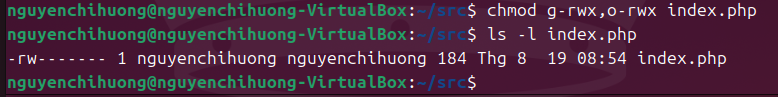 nguyenchihuong@nguyenchihuong-VirtualBox:~/src$ chmod g-rwx,o-rwx index.php
nguyenchihuong@nguyenchihuong-VirtualBox:~/src$ ls -l index.php
-rw------- 1 nguyenchihuong nguyenchihuong 184 Thg 8  19 08:54 index.php
nguyenchihuong@nguyenchihuong-VirtualBox:~/src$